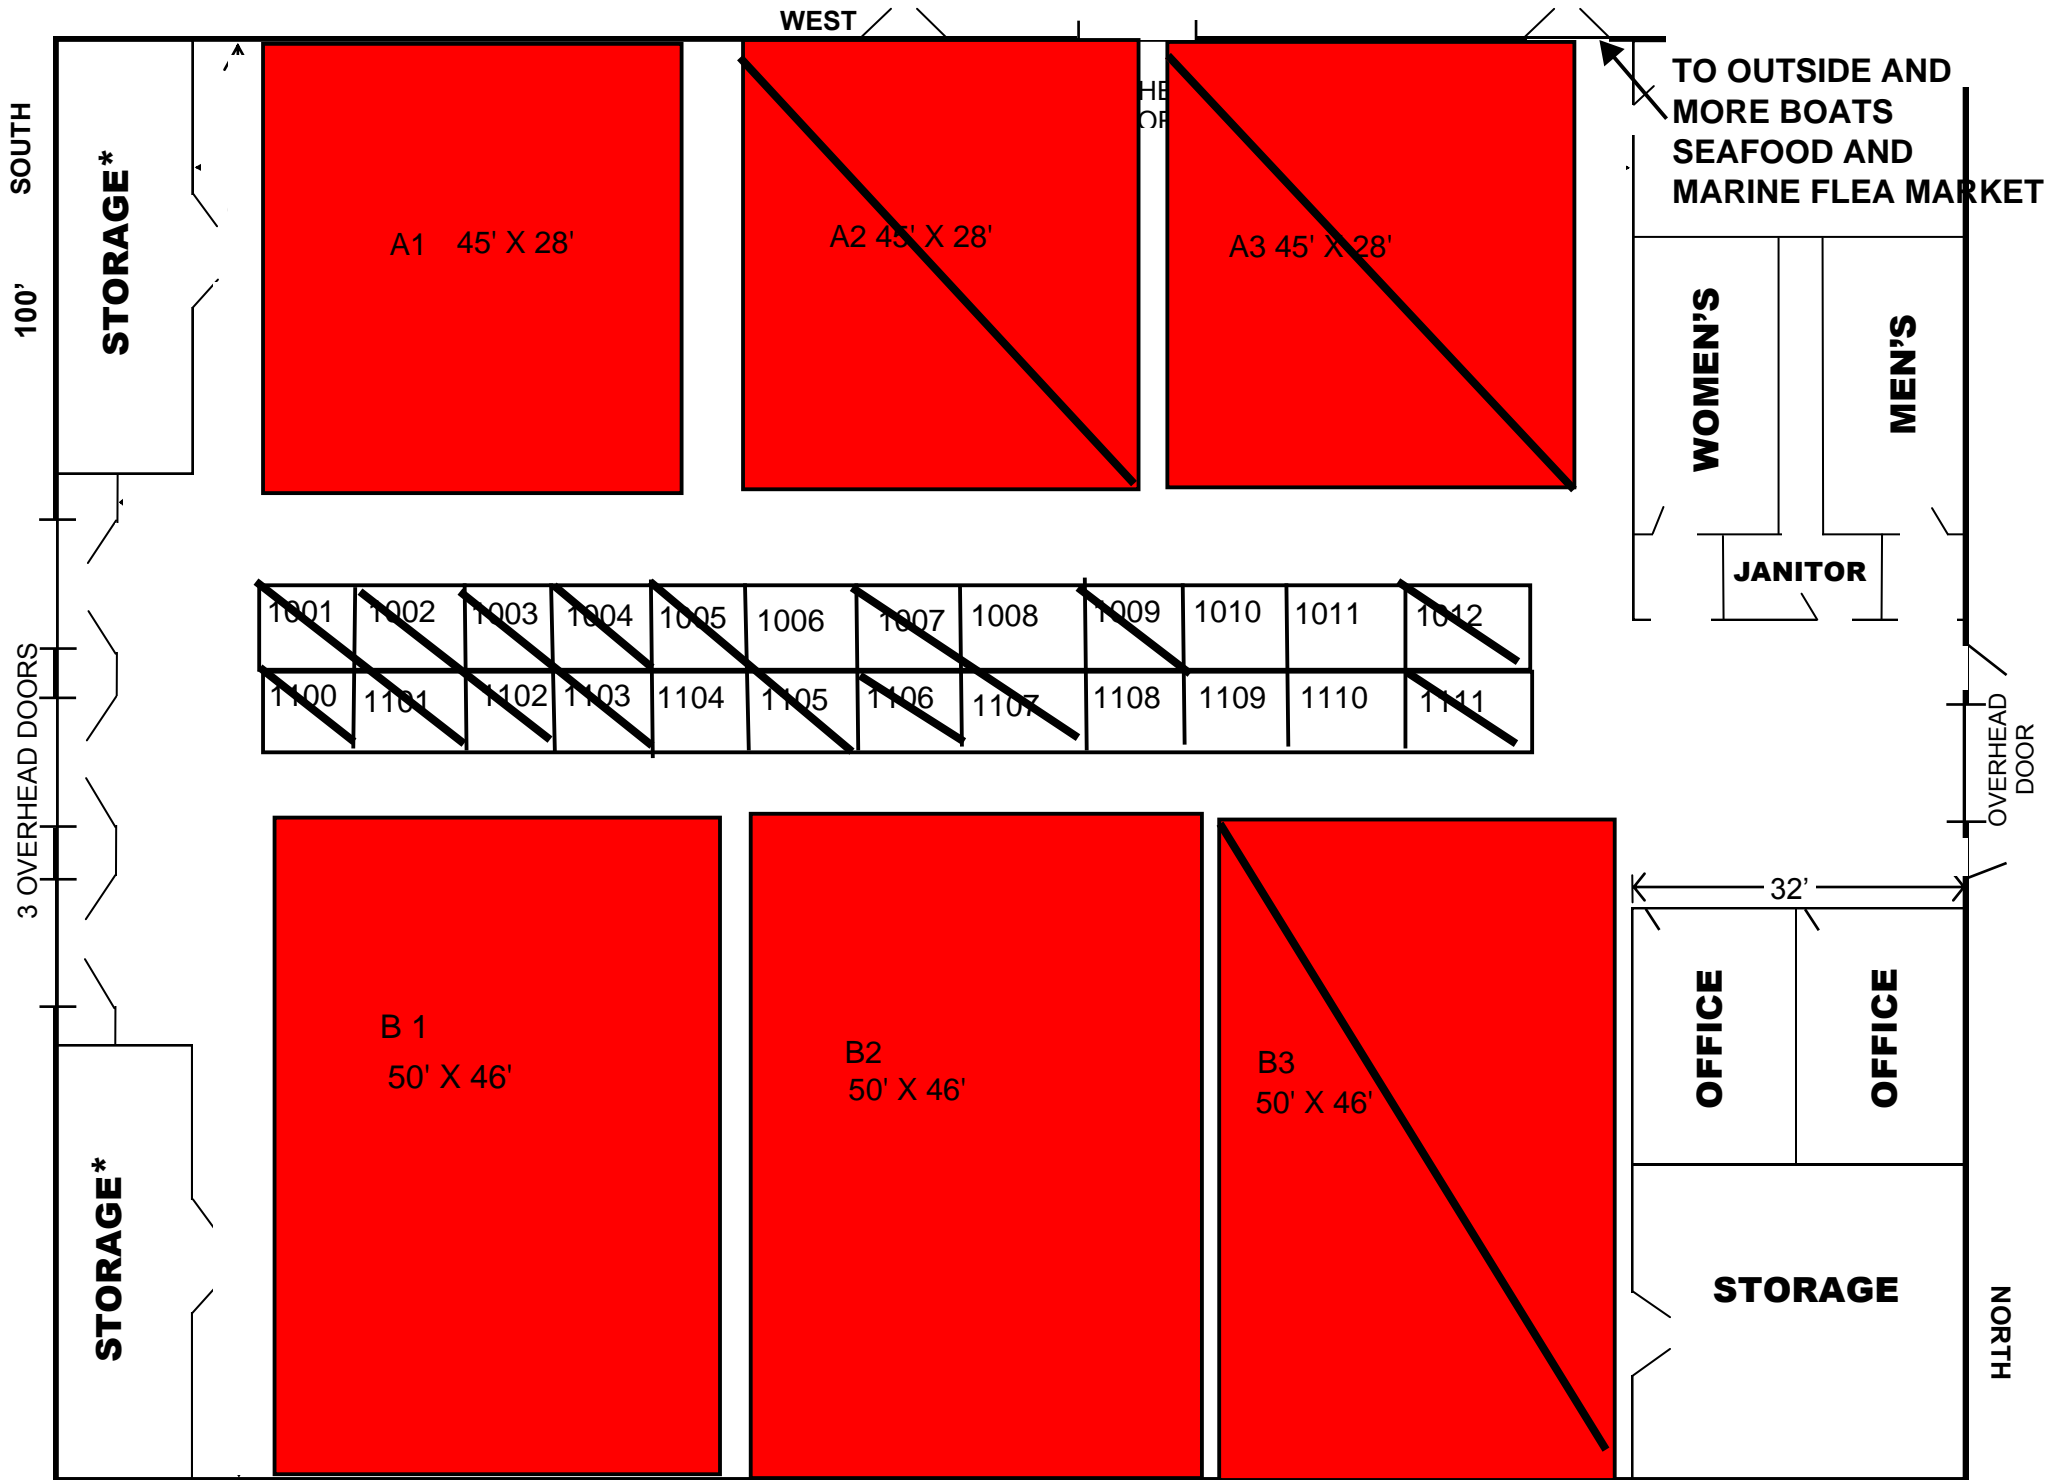 WEST
TO OUTSIDE AND
MORE BOATS
SEAFOOD AND
MARINE FLEA MARKET
SOUTH
100’
STORAGE*
A1 45' X 28'
A2 45' X 28'
A3 45' X 28'
WOMEN’S
MEN’S
JANITOR
3 OVERHEAD DOORS
1001 1002 1003 1004 1005 1006 1007 1008 1009 1010 1011 1012
1100 1101 1102 1103 1104 1105 1106 1107 1108 1109 1110 1111
OVERHEAD
DOOR
32’
B 1
50' X 46'
B2
50' X 46'
B3
50' X 46'
OFFICE
OFFICE
STORAGE*
STORAGE
NORTH